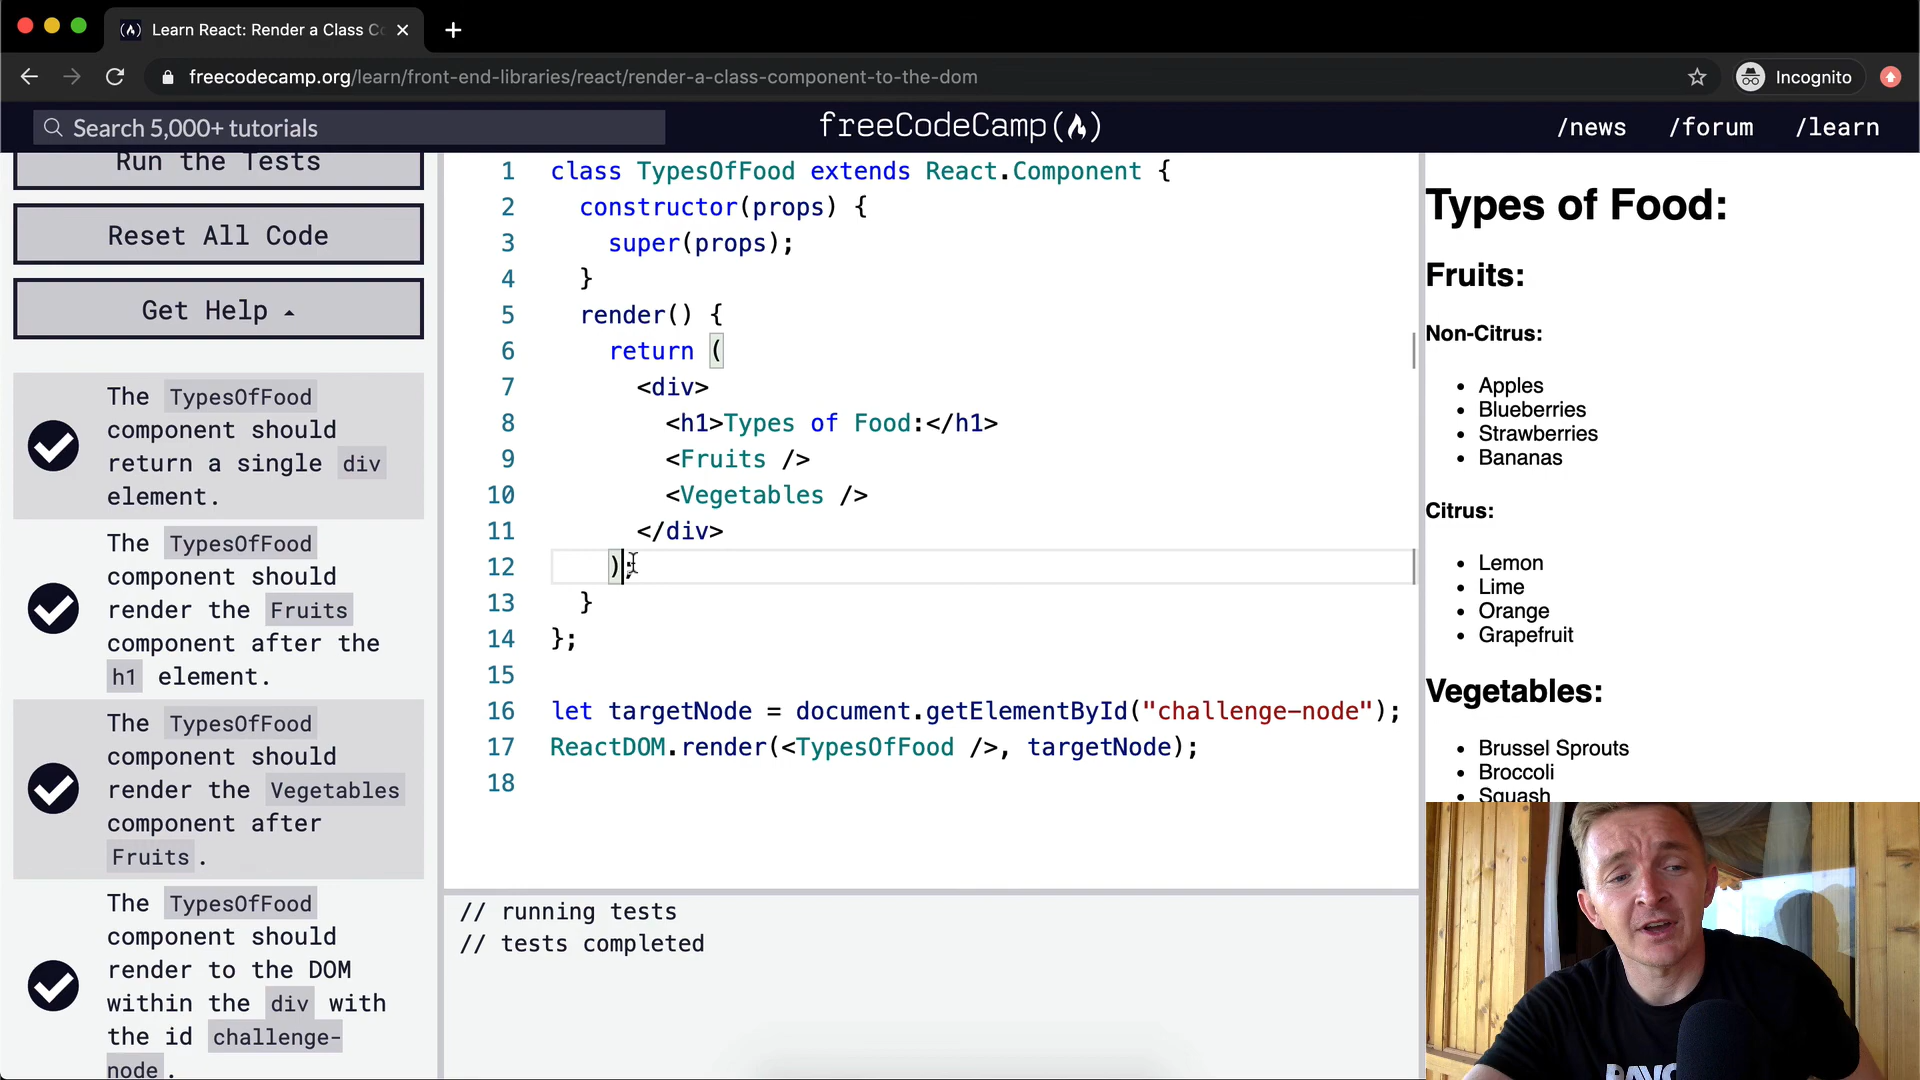 Learn React: Render a Class Co
freecodecamp.org/learn/front-end-libraries/react/render-a-class-component-to-the-dom
Incognito
Search 5,000+ tutorials
freeCodeCamp
/news
/forum
/learn
Run the Tests
Reset All Code
Get Help
The TypesOfFood
component should
return a single div
element.
The TypesOfFood
component should
render the Fruits
component after the
h1 element.
The TypesOfFood
component should
render the Vegetables
component after
Fruits.
The TypesOfFood
component should
render to the DOM
within the div with
the id challenge-
node.
1 class TypesOfFood extends React.Component {
2 constructor(props) {
3 super(props);
4 }
5 render() {
6 return (
7 <div>
8 <h1>Types of Food:</h1>
9 <Fruits />
10 <Vegetables />
11 </div>
12 );
13 }
14 };
15
16 let targetNode = document.getElementById("challenge-node");
17 ReactDOM.render(<TypesOfFood />, targetNode);
18
// running tests
// tests completed
Types of Food:
Fruits:
Non-Citrus:
• Apples
• Blueberries
• Strawberries
• Bananas
Citrus:
• Lemon
• Lime
• Orange
• Grapefruit
Vegetables:
• Brussel Sprouts
• Broccoli
• Squash